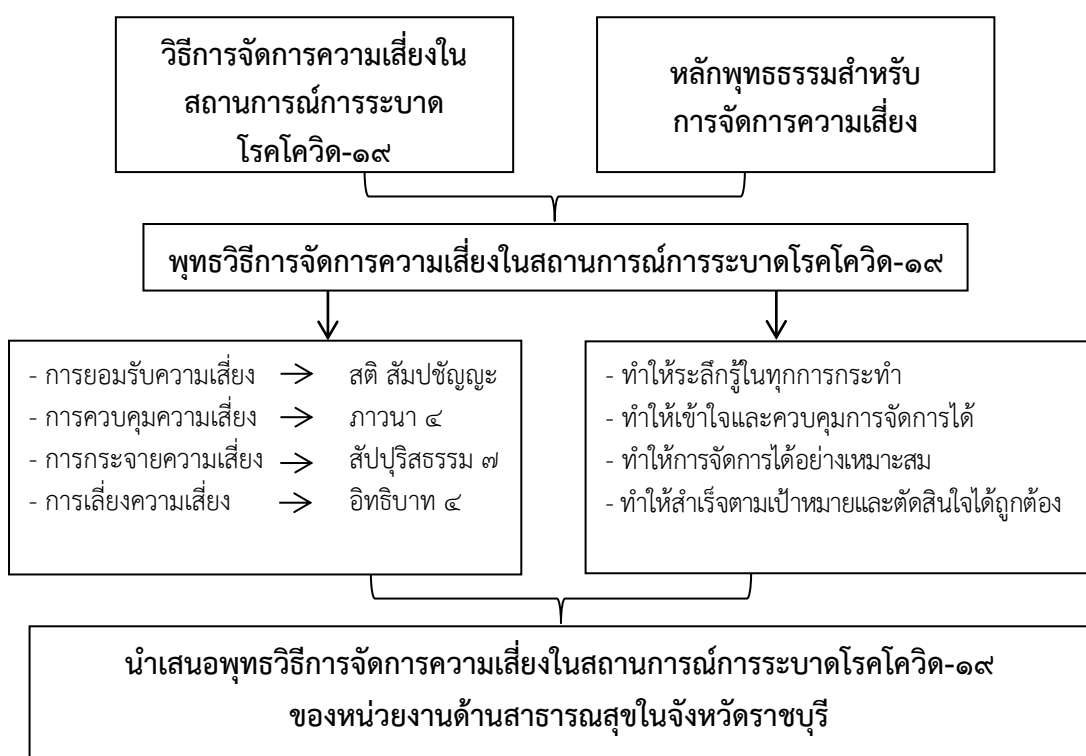 วิธีการจัดการความเสี่ยงใน
สถานการณ์การระบาด
โรคโควิด-๑๙
หลักพุทธธรรมสำหรับ
การจัดการความเสี่ยง
พุทธวิธีการจัดการความเสี่ยงในสถานการณ์การระบาดโรคโควิด-๑๙
- การยอมรับความเสี่ยง → สติ สัมปชัญญะ
- การควบคุมความเสี่ยง → ภาวนา ๔
- การกระจายความเสี่ยง → สัปปุริสธรรม ๗
- การเลี่ยงความเสี่ยง → อิทธิบาท ๔
- ทำให้ระลึกรู้ในทุกการกระทำ
- ทำให้เข้าใจและควบคุมการจัดการได้
- ทำให้การจัดการได้อย่างเหมาะสม
- ทำให้สำเร็จตามเป้าหมายและตัดสินใจได้ถูกต้อง
นำเสนอพุทธวิธีการจัดการความเสี่ยงในสถานการณ์การระบาดโรคโควิด-๑๙
ของหน่วยงานด้านสาธารณสุขในจังหวัดราชบุรี